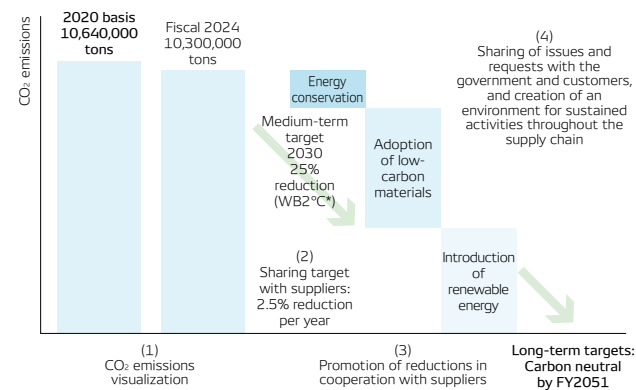 CO₂ emissions
2020 basis
10,640,000
tons
Fiscal 2024
10,300,000
tons
Energy
conservation
Medium-term
target
2030
25%
reduction
(WB2°C*)
Adoption
of low-
carbon
materials
(4)
Sharing of issues and
requests with the
government and customers,
and creation of an
environment for sustained
activities throughout the
supply chain
(2)
Sharing target
with suppliers:
2.5% reduction
per year
Introduction
of
renewable
energy
(1)
CO₂ emissions
visualization
(3)
Promotion of reductions in
cooperation with suppliers
Long-term targets:
Carbon neutral
by FY2051